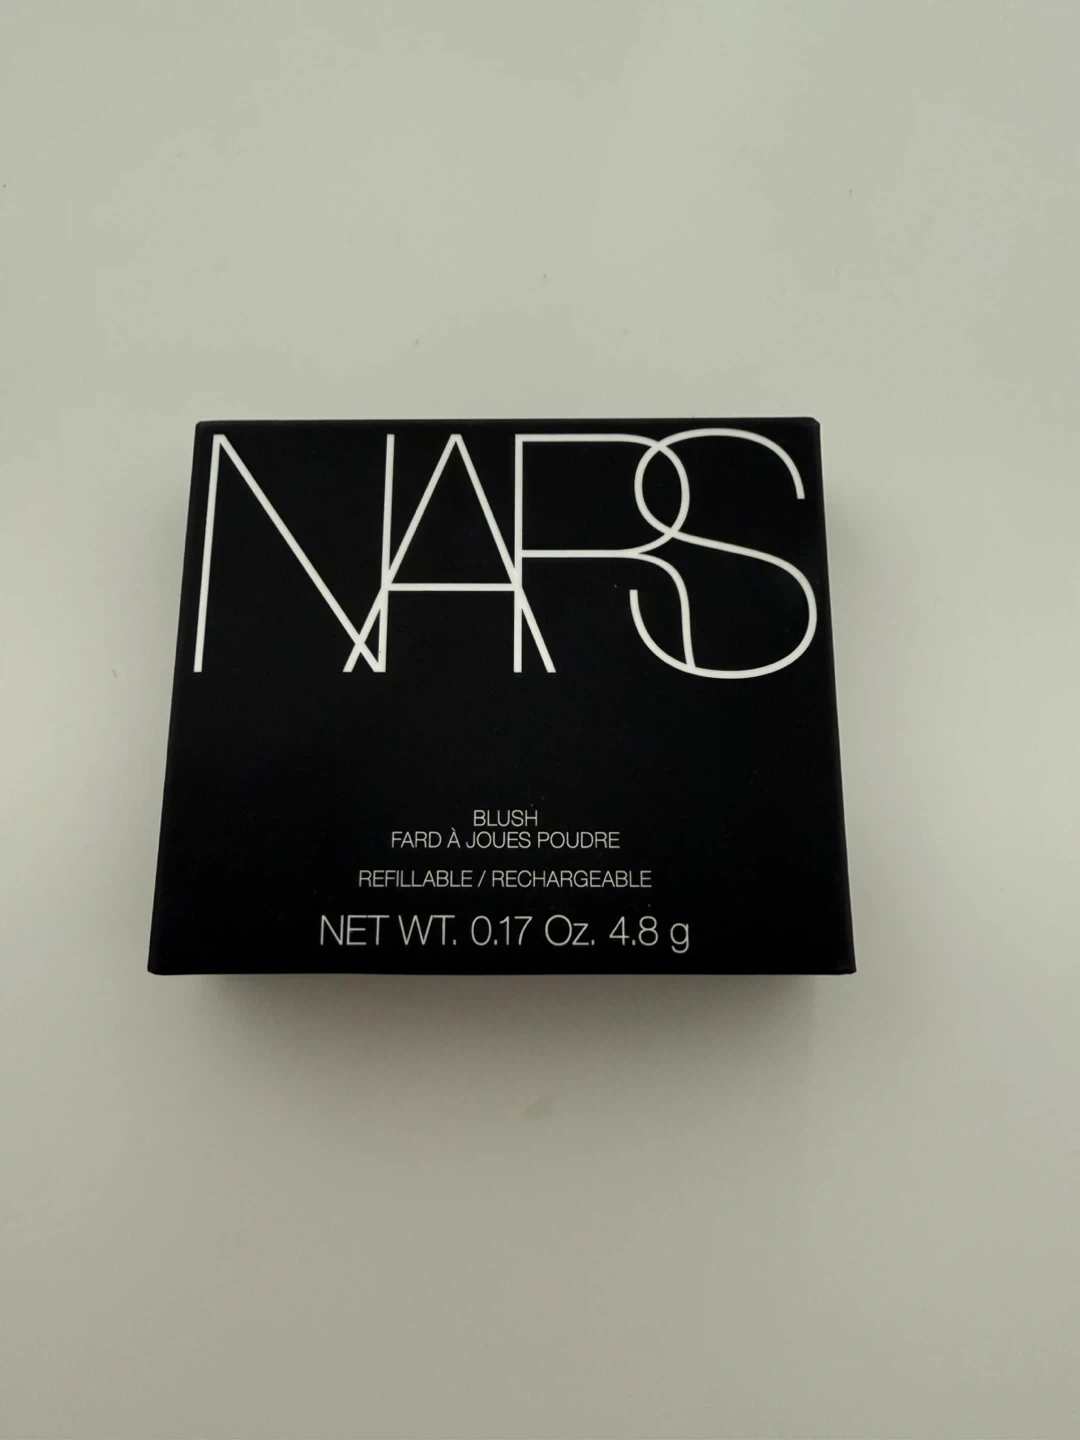 NARS
BLUSH
FARD À JOUES POUDRE
REFILLABLE / RECHARGEABLE
NET WT. 0.17 Oz. 4.8 g